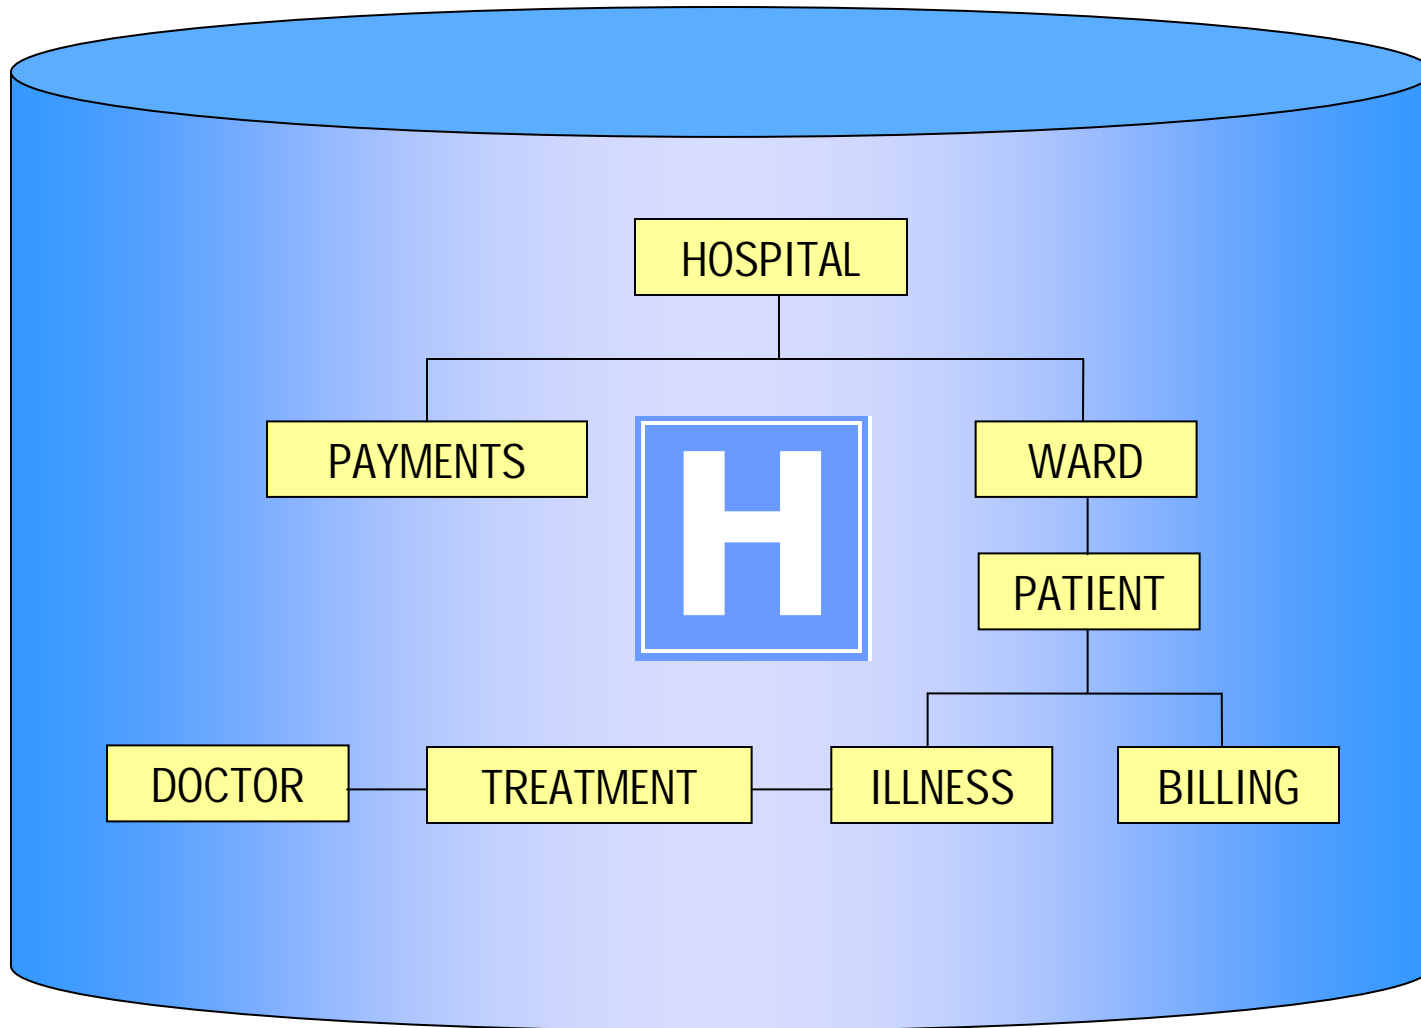 HOSPITAL
PAYMENTS
WARD
H
PATIENT
DOCTOR
TREATMENT
ILLNESS
BILLING